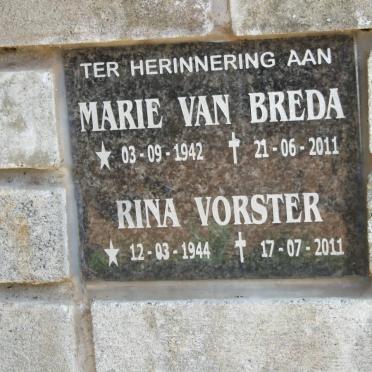 TER HERINNERING AAN
MARIE VAN BREDA
★ 03-09-1942 ✝ 21-06-2011
RINA VORSTER
★ 12-03-1944 ✝ 17-07-2011